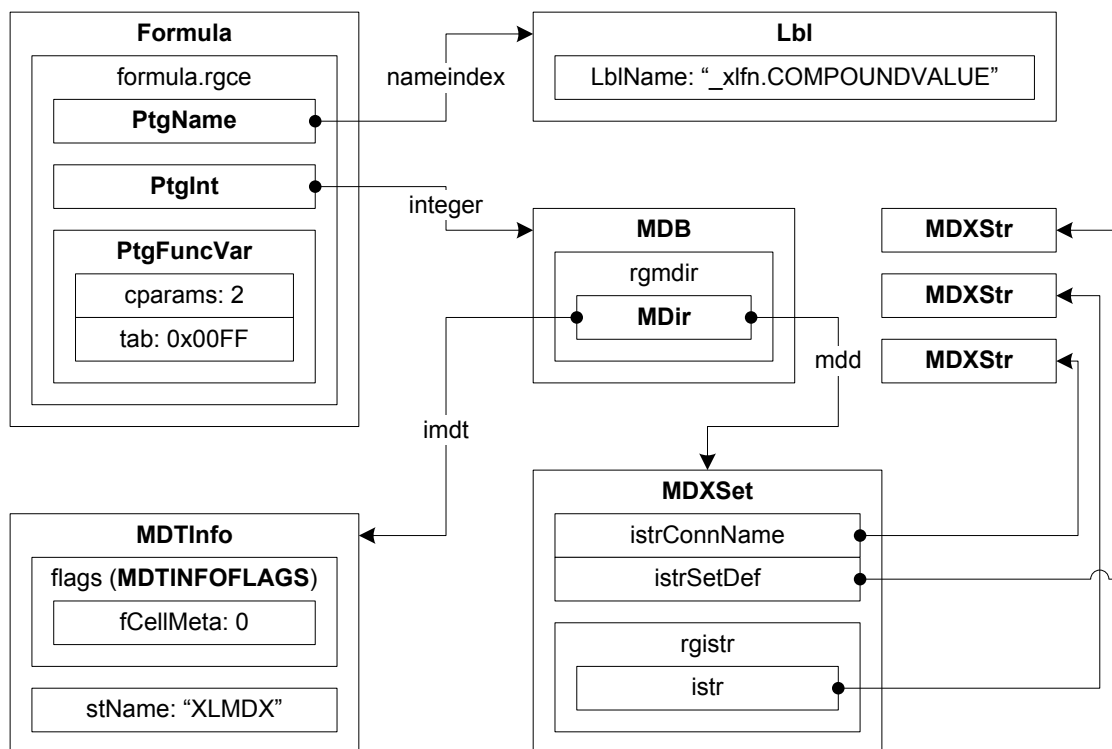 Formula
formula.rgce
PtgName
PtgInt
PtgFuncVar
cparams: 2
tab: 0x00FF
nameindex
Lbl
LblName: “_xlfn.COMPOUNDVALUE”
integer
MDB
rgmdir
MDir
MDXStr
MDXStr
MDXStr
mdd
imdt
MDXSet
istrConnName
istrSetDef
rgistr
istr
MDTInfo
flags (MDTINFOFLAGS)
fCellMeta: 0
stName: “XLMDX”